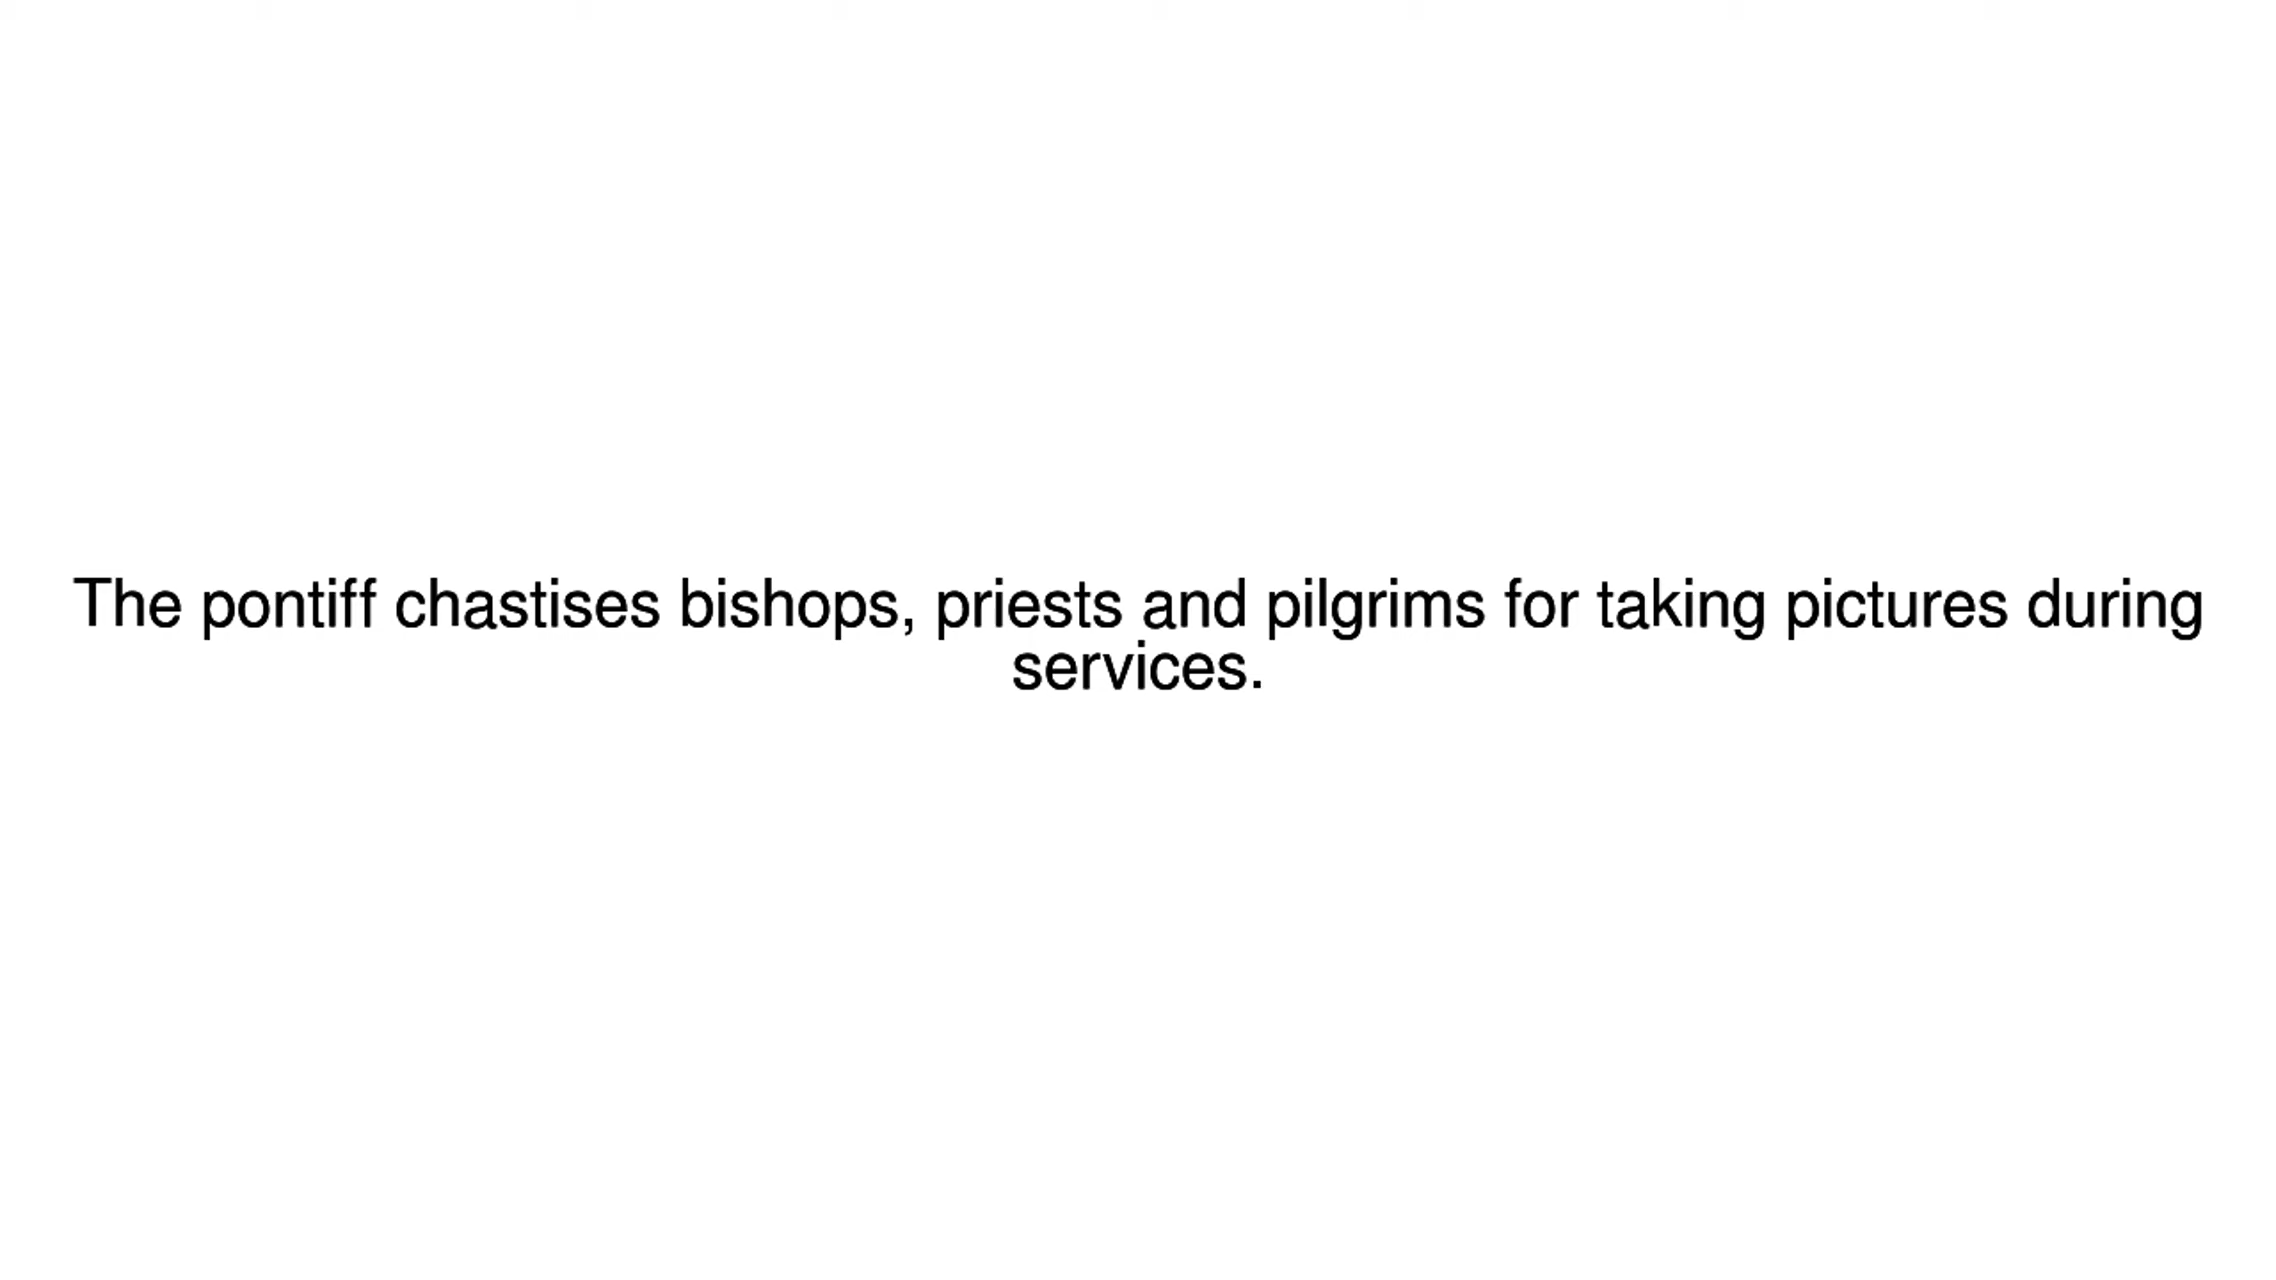 The pontiff chastises bishops, priests and pilgrims for taking pictures during
services.